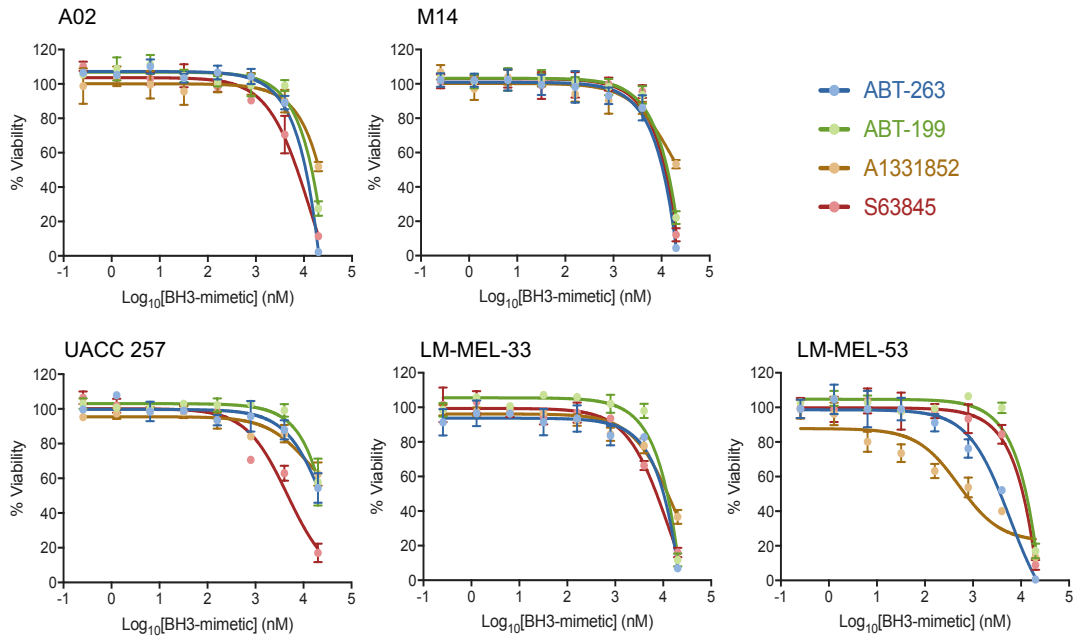 A02
M14
120
100
80
60
40
20
0
% Viability
-1 0 1 2 3 4 5
Log10[BH3-mimetic] (nM)
120
100
80
60
40
20
0
% Viability
-1 0 1 2 3 4 5
Log10[BH3-mimetic] (nM)
ABT-263
ABT-199
A1331852
S63845
UACC 257
LM-MEL-33
LM-MEL-53
120
100
80
60
40
20
0
% Viability
-1 0 1 2 3 4 5
Log10[BH3-mimetic] (nM)
120
100
80
60
40
20
0
% Viability
-1 0 1 2 3 4 5
Log10[BH3-mimetic] (nM)
120
100
80
60
40
20
0
% Viability
-1 0 1 2 3 4 5
Log10[BH3-mimetic] (nM)